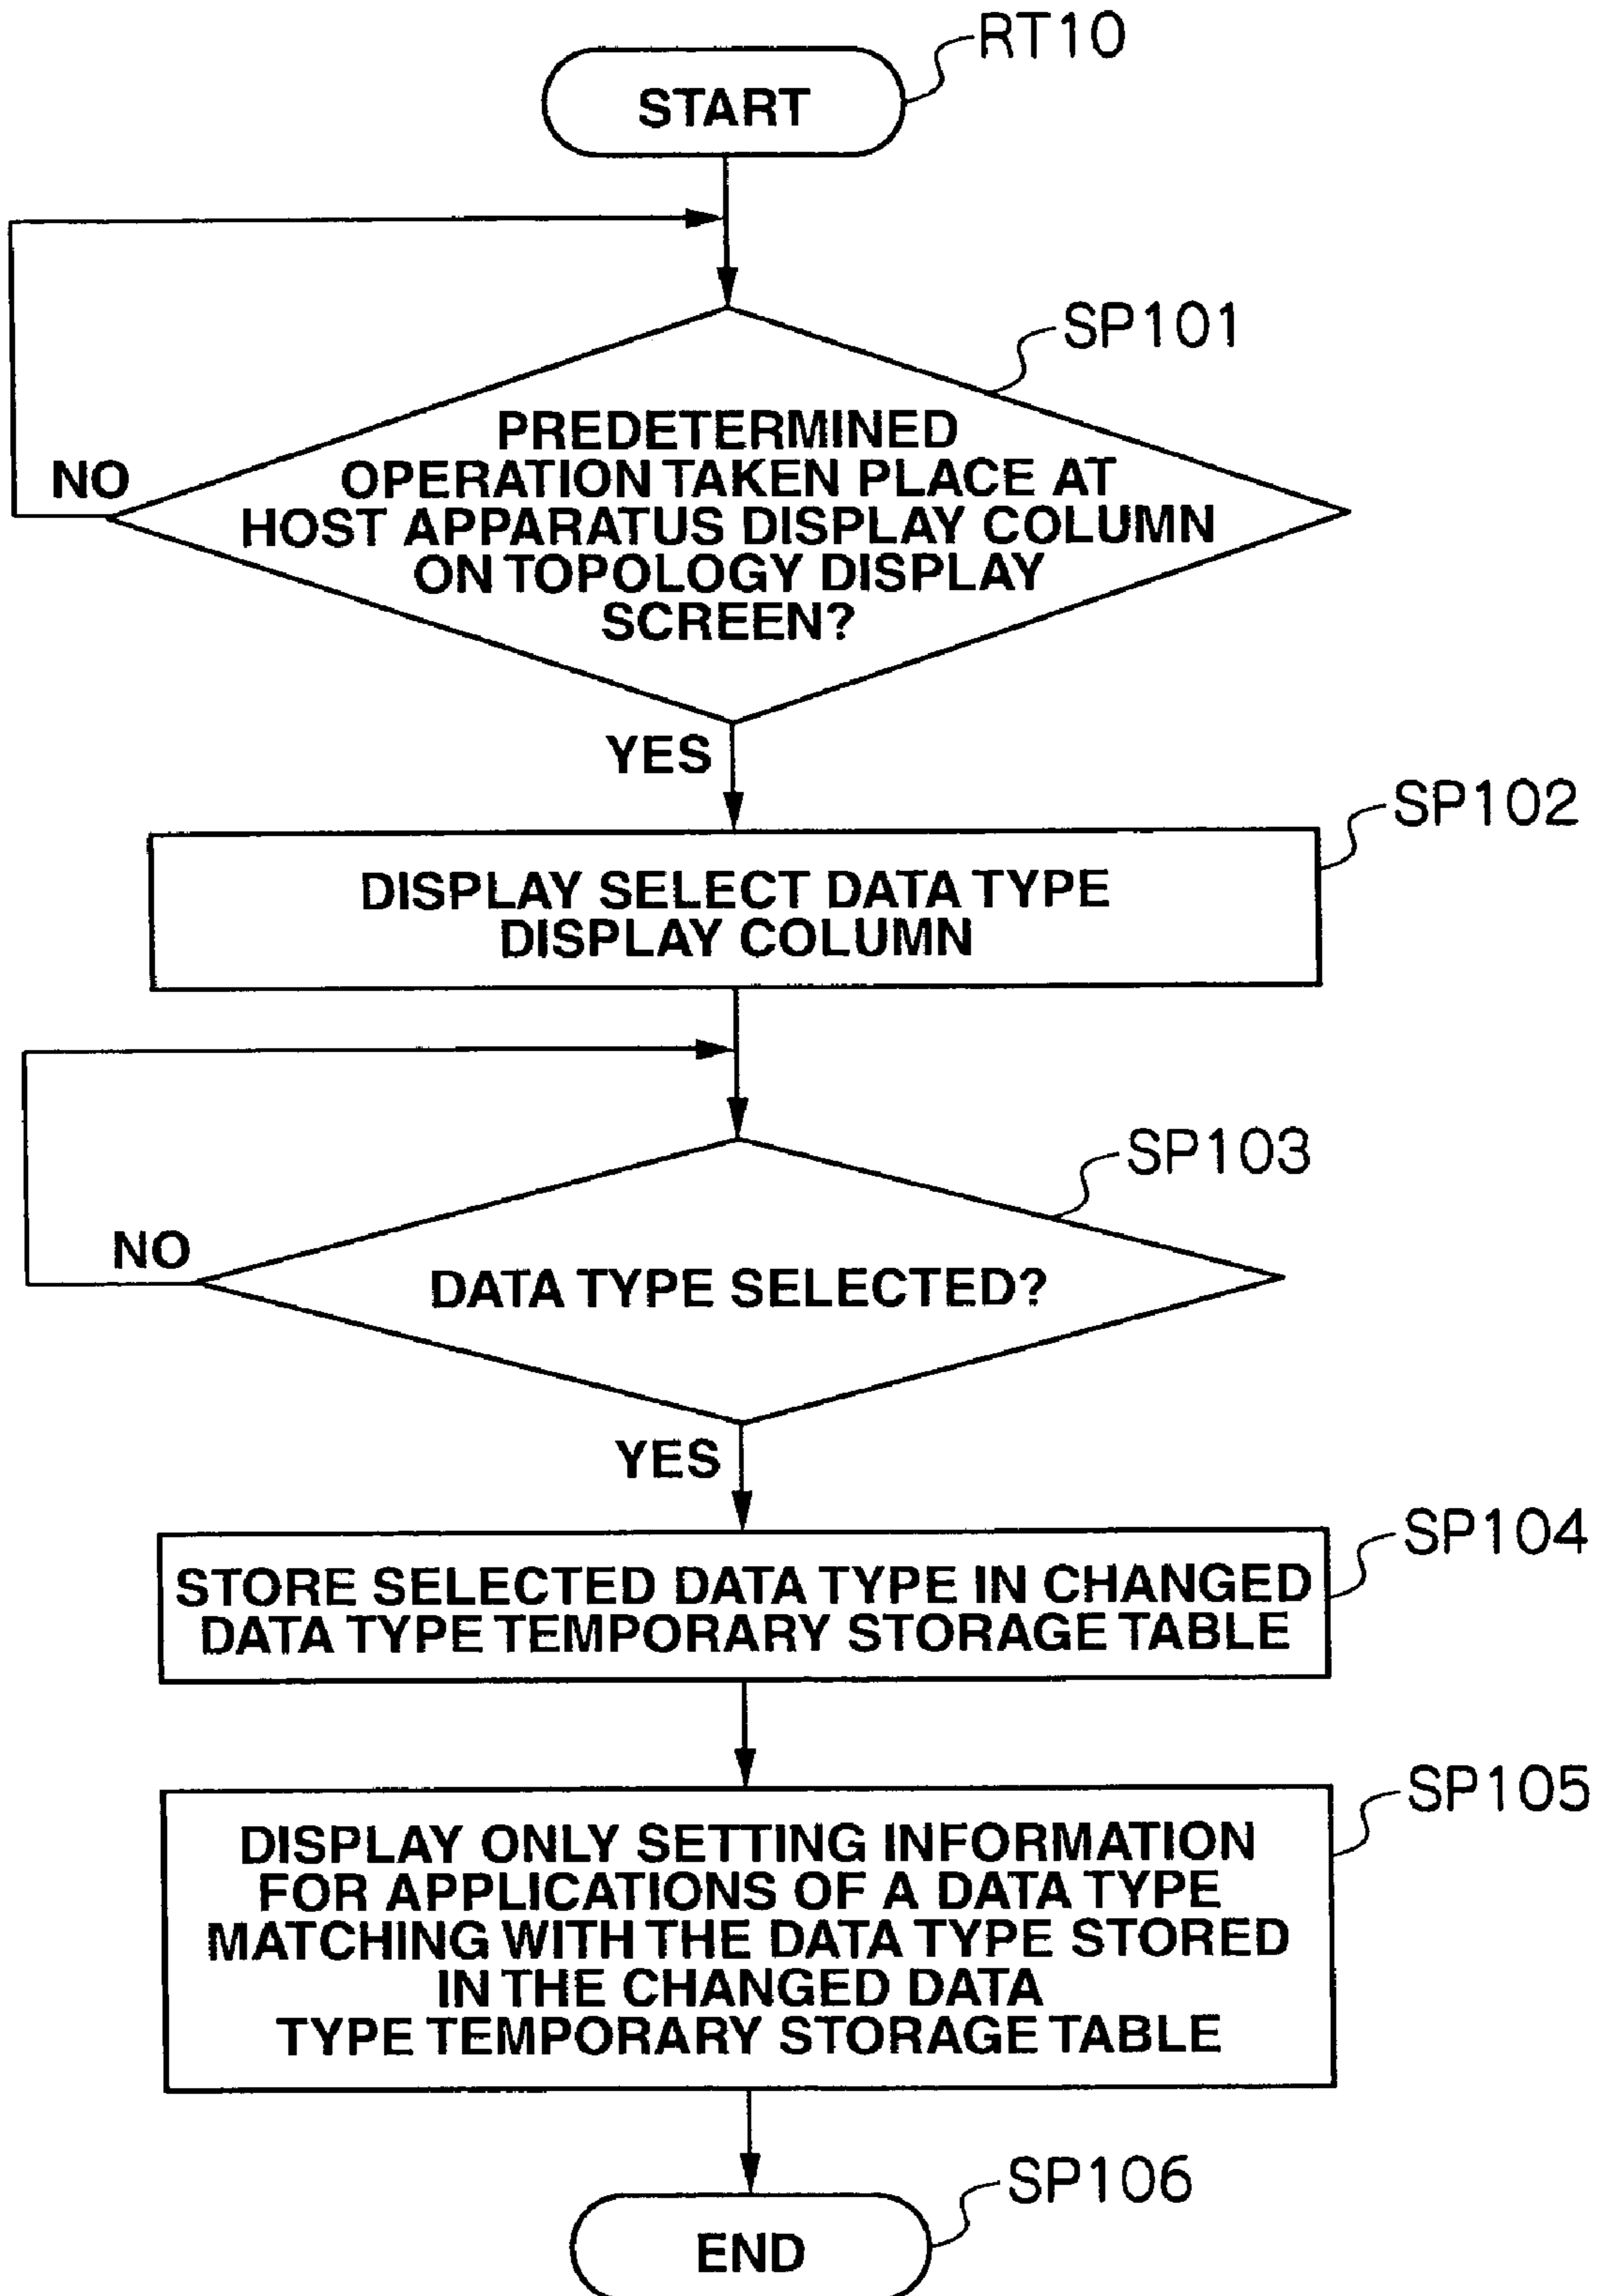 RT10
START
SP101
PREDETERMINED
OPERATION TAKEN PLACE AT
HOST APPARATUS DISPLAY COLUMN
ON TOPOLOGY DISPLAY
SCREEN?
NO
YES
SP102
DISPLAY SELECT DATA TYPE
DISPLAY COLUMN
SP103
NO
DATA TYPE SELECTED?
YES
SP104
STORE SELECTED DATA TYPE IN CHANGED
DATA TYPE TEMPORARY STORAGE TABLE
SP105
DISPLAY ONLY SETTING INFORMATION
FOR APPLICATIONS OF A DATA TYPE
MATCHING WITH THE DATA TYPE STORED
IN THE CHANGED DATA
TYPE TEMPORARY STORAGE TABLE
SP106
END